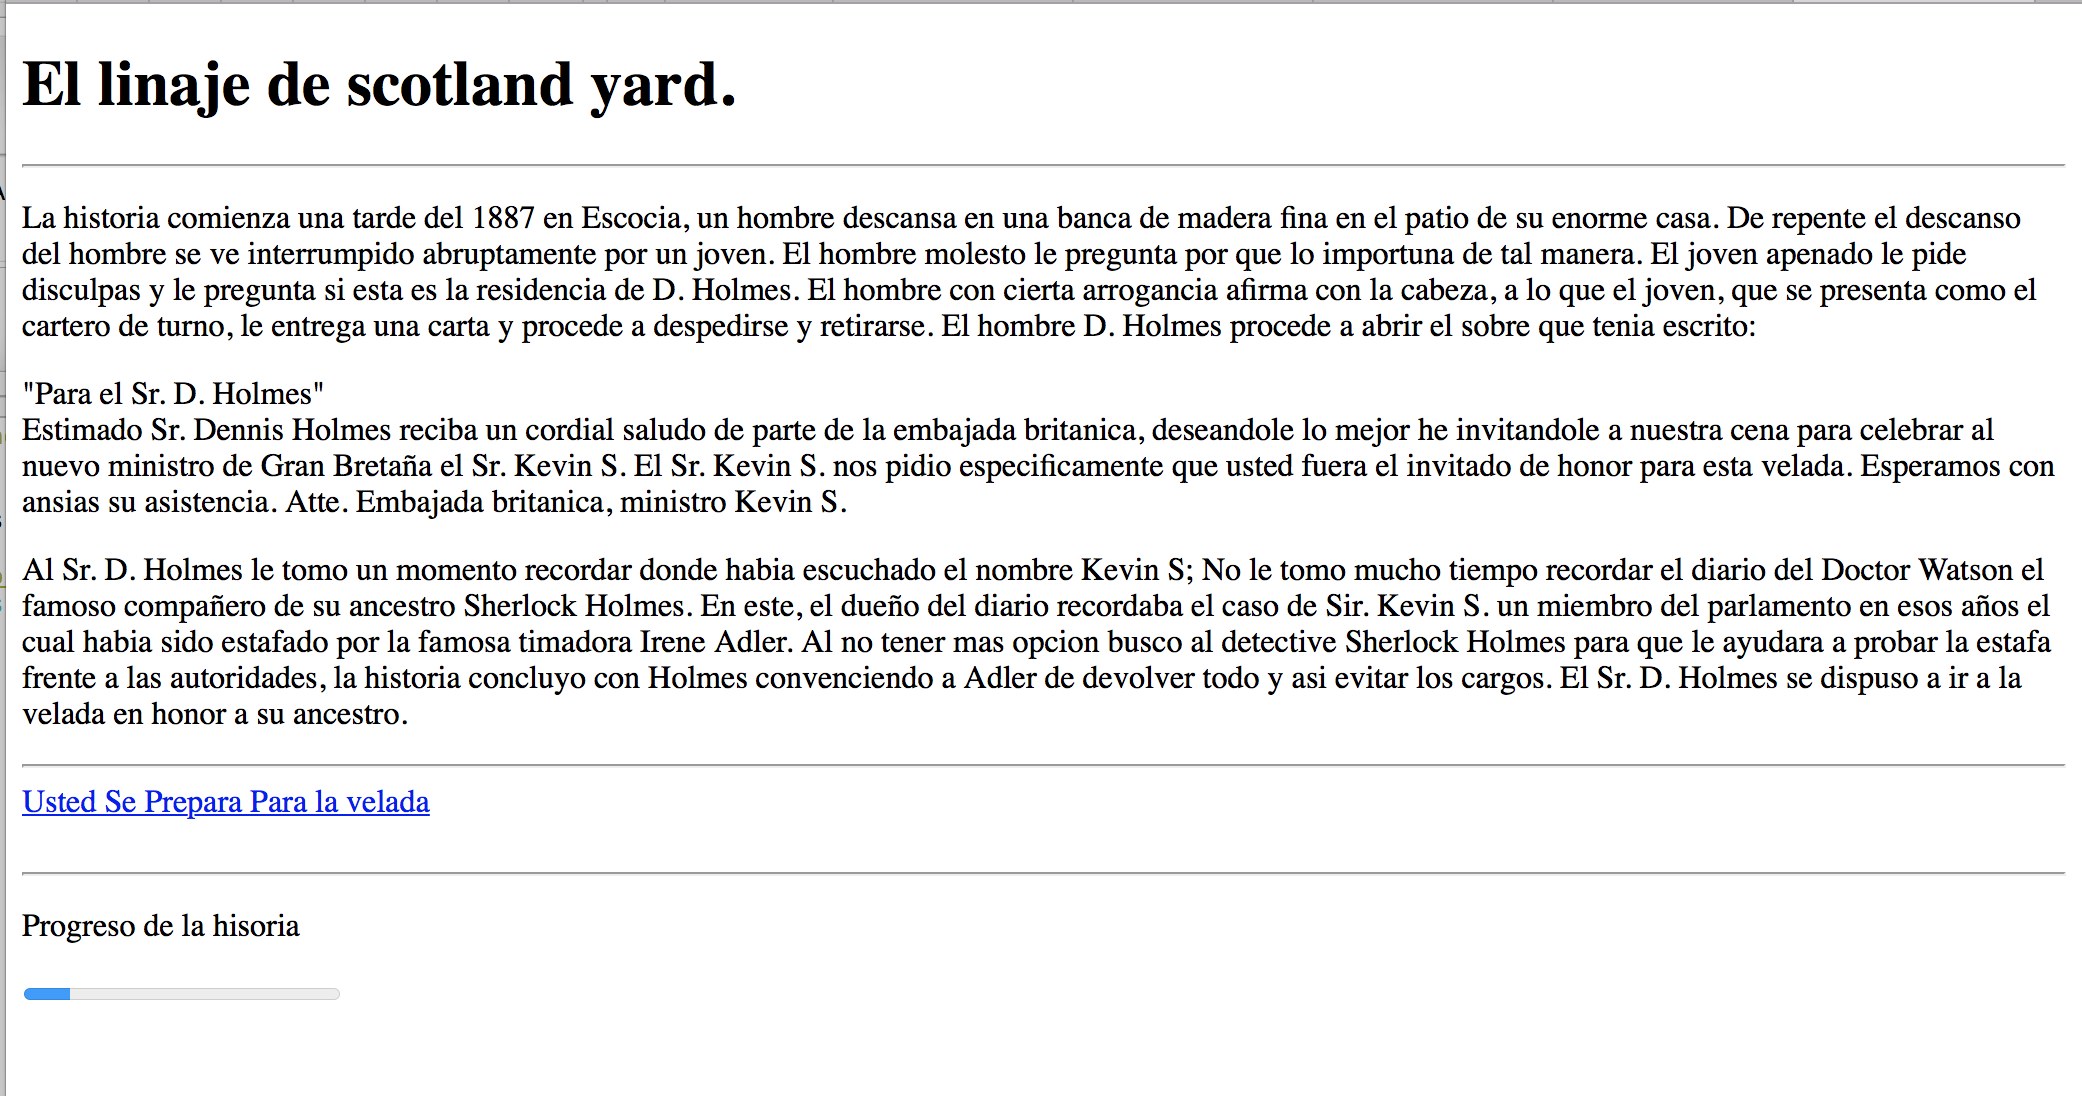 El linaje de scotland yard.
La historia comienza una tarde del 1887 en Escocia, un hombre descansa en una banca de madera fina en el patio de su enorme casa. De repente el descanso
del hombre se ve interrumpido abruptamente por un joven. El hombre molesto le pregunta por que lo importuna de tal manera. El joven apenado le pide
disculpas y le pregunta si esta es la residencia de D. Holmes. El hombre con cierta arrogancia afirma con la cabeza, a lo que el joven, que se presenta como el
cartero de turno, le entrega una carta y procede a despedirse y retirarse. El hombre D. Holmes procede a abrir el sobre que tenia escrito:
"Para el Sr. D. Holmes"
Estimado Sr. Dennis Holmes reciba un cordial saludo de parte de la embajada britanica, deseandole lo mejor he invitandole a nuestra cena para celebrar al
nuevo ministro de Gran Bretaña el Sr. Kevin S. El Sr. Kevin S. nos pidio especificamente que usted fuera el invitado de honor para esta velada. Esperamos con
ansias su asistencia. Atte. Embajada britanica, ministro Kevin S.
Al Sr. D. Holmes le tomo un momento recordar donde habia escuchado el nombre Kevin S; No le tomo mucho tiempo recordar el diario del Doctor Watson el
famoso compañero de su ancestro Sherlock Holmes. En este, el dueño del diario recordaba el caso de Sir. Kevin S. un miembro del parlamento en esos años el
cual habia sido estafado por la famosa timadora Irene Adler. Al no tener mas opcion busco al detective Sherlock Holmes para que le ayudara a probar la estafa
frente a las autoridades, la historia concluyo con Holmes convenciendo a Adler de devolver todo y asi evitar los cargos. El Sr. D. Holmes se dispuso a ir a la
velada en honor a su ancestro.
Usted Se Prepara Para la velada
Progreso de la hisoria